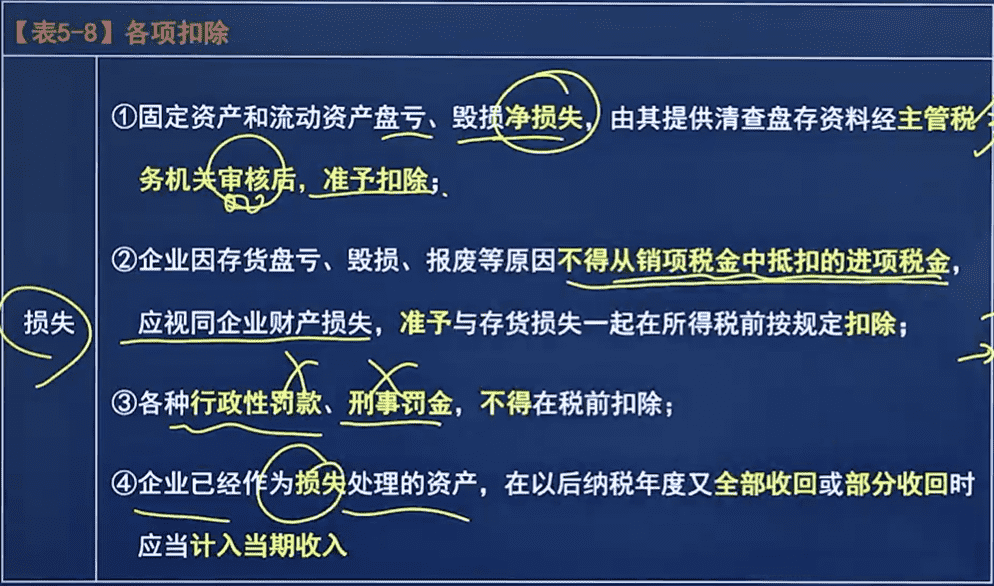 【表5-8】各项扣除
①固定资产和流动资产盘亏、毁损净损失，由其提供清查盘存资料经主管税
务机关审核后，准予扣除；
②企业因存货盘亏、毁损、报废等原因不得从销项税金中抵扣的进项税金，
损失
应视同企业财产损失，准予与存货损失一起在所得税前按规定扣除；
③各种行政性罚款、刑事罚金，不得在税前扣除；
④企业已经作为损失处理的资产，在以后纳税年度又全部收回或部分收回时
应当计入当期收入